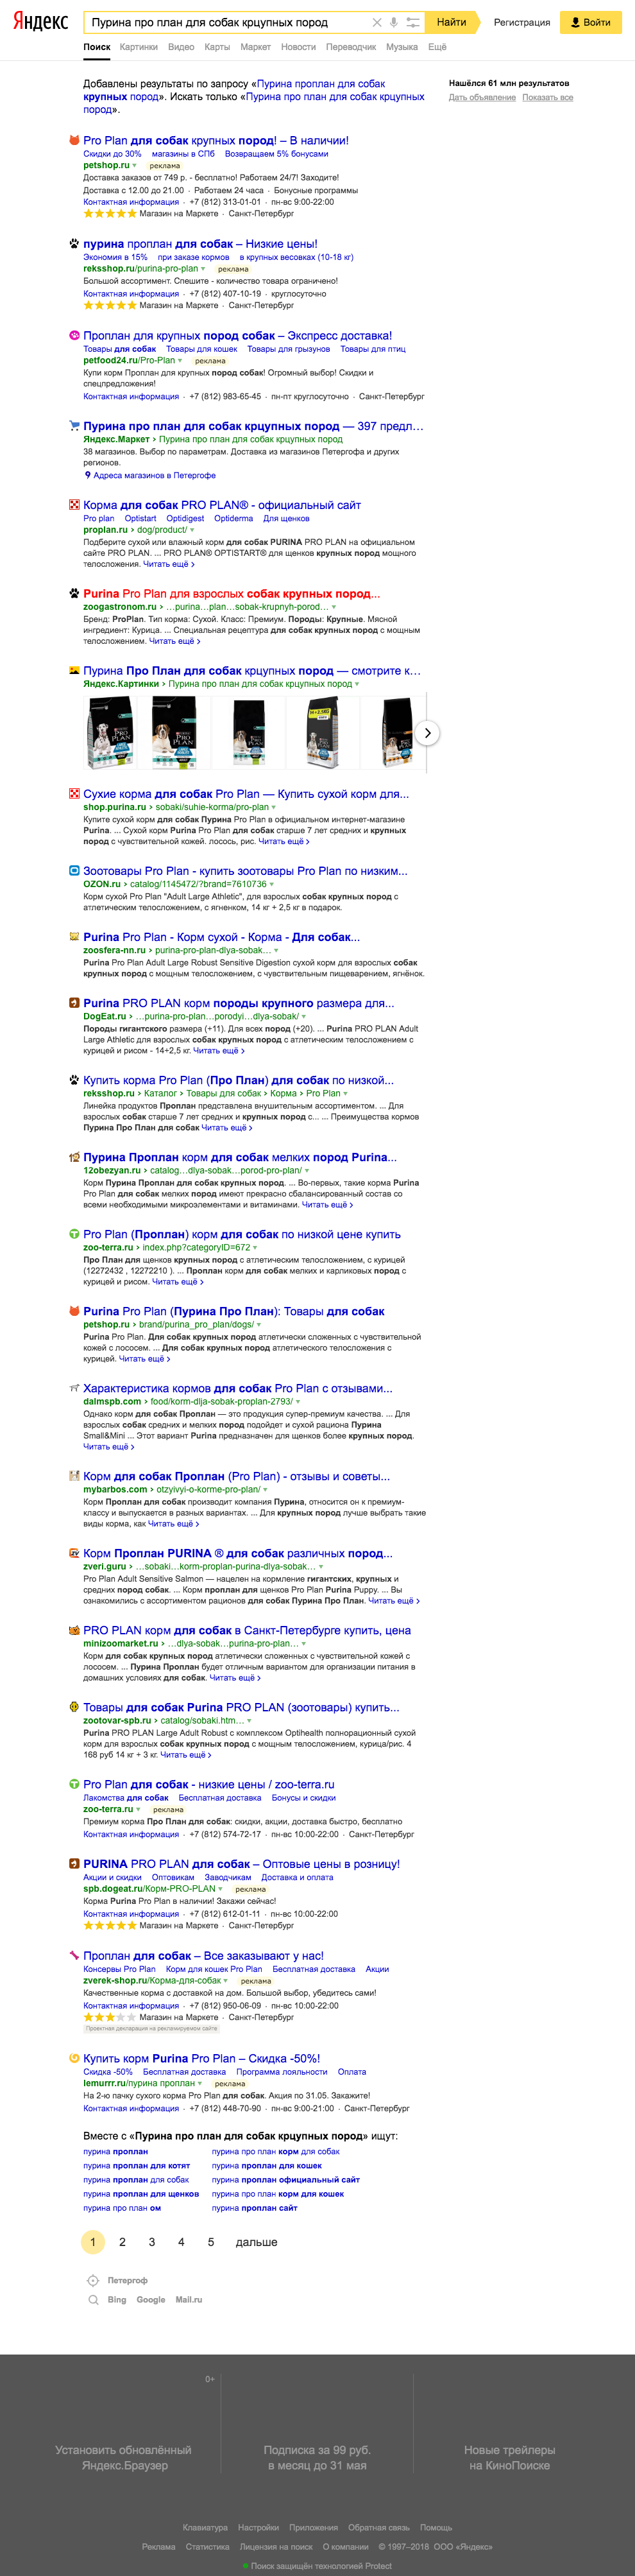 Яндекс
Пурина про план для собак крцупных пород
Найти
Регистрация
Войти
Поиск Картинки Видео Карты Маркет Новости Переводчик Музыка Ещё
Добавлены результаты по запросу «Пурина проплан для собак
крупных пород». Искать только «Пурина про план для собак крцупных
пород».
Нашёлся 61 млн результатов
Дать объявление Показать все
Pro Plan для собак крупных пород! – В наличии!
Скидки до 30% магазины в СПб Возвращаем 5% бонусами
petshop.ru реклама
Доставка заказов от 749 р. - бесплатно! Работаем 24/7! Заходите!
Доставка с 12.00 до 21.00 · Работаем 24 часа · Бонусные программы
Контактная информация · +7 (812) 313-01-01 · пн-вс 9:00-22:00
Магазин на Маркете · Санкт-Петербург
пурина проплан для собак – Низкие цены!
Экономия в 15% при заказе кормов в крупных весовках (10-18 кг)
reksshop.ru/purina-pro-plan реклама
Большой ассортимент. Спешите - количество товара ограничено!
Контактная информация · +7 (812) 407-10-19 · круглосуточно
Магазин на Маркете · Санкт-Петербург
Проплан для крупных пород собак – Экспресс доставка!
Товары для собак Товары для кошек Товары для грызунов Товары для птиц
petfood24.ru/Pro-Plan реклама
Купи корм Проплан для крупных пород собак! Огромный выбор! Скидки и
спецпредложения!
Контактная информация · +7 (812) 983-65-45 · пн-пт круглосуточно · Санкт-Петербург
Пурина про план для собак крцупных пород — 397 предл…
Яндекс.Маркет › Пурина про план для собак крцупных пород
38 магазинов. Выбор по параметрам. Доставка из магазинов Петергофа и других
регионов.
Адреса магазинов в Петергофе
Корма для собак PRO PLAN® - официальный сайт
Pro plan Optistart Optidigest Optiderma Для щенков
proplan.ru › dog/product/
Подберите сухой или влажный корм для собак PURINA PRO PLAN на официальном
сайте PRO PLAN. ... PRO PLAN® OPTISTART® для щенков крупных пород мощного
телосложения. Читать ещё ›
Purina Pro Plan для взрослых собак крупных пород...
zoogastronom.ru › …purina…plan…sobak-krupnyh-porod…
Бренд: ProPlan. Тип корма: Сухой. Класс: Премиум. Породы: Крупные. Мясной
ингредиент: Курица. ... Специальная рецептура для собак крупных пород с мощным
телосложением. Читать ещё ›
Пурина Про План для собак крцупных пород — смотрите к…
Яндекс.Картинки › Пурина про план для собак крцупных пород
Сухие корма для собак Pro Plan — Купить сухой корм для...
shop.purina.ru › sobaki/suhie-korma/pro-plan
Купите сухой корм для собак Пурина Pro Plan в официальном интернет-магазине
Purina. ... Сухой корм Purina Pro Plan для собак старше 7 лет средних и крупных
пород с чувствительной кожей. лосось, рис. Читать ещё ›
Зоотовары Pro Plan - купить зоотовары Pro Plan по низким...
OZON.ru › catalog/1145472/?brand=7610736
Корм сухой Pro Plan "Adult Large Athletic", для взрослых собак крупных пород с
атлетическим телосложением, с ягненком, 14 кг + 2,5 кг в подарок.
Purina Pro Plan - Корм сухой - Корма - Для собак...
zoosfera-nn.ru › purina-pro-plan-dlya-sobak…
Purina Pro Plan Adult Large Robust Sensitive Digestion сухой корм для взрослых собак
крупных пород с мощным телосложением, с чувствительным пищеварением, ягнёнок.
Purina PRO PLAN корм породы крупного размера для...
DogEat.ru › …purina-pro-plan…porodyi…dlya-sobak/
Породы гигантского размера (+11). Для всех пород (+20). ... Purina PRO PLAN Adult
Large Athletic для взрослых собак крупных пород с атлетическим телосложением с
курицей и рисом - 14+2,5 кг. Читать ещё ›
Купить корма Pro Plan (Про План) для собак по низкой...
reksshop.ru › Каталог › Товары для собак › Корма › Pro Plan
Линейка продуктов Проплан представлена внушительным ассортиментом. ... Для
взрослых собак старше 7 лет средних и крупных пород с... ... Преимущества кормов
Пурина Про План для собак Читать ещё ›
Пурина Проплан корм для собак мелких пород Purina...
12obezyan.ru › catalog…dlya-sobak…porod-pro-plan/
Корм Пурина Проплан для собак крупных пород. ... Во-первых, такие корма Purina
Pro Plan для собак мелких пород имеют прекрасно сбалансированный состав со
всеми необходимыми микроэлементами и витаминами. Читать ещё ›
Pro Plan (Проплан) корм для собак по низкой цене купить
zoo-terra.ru › index.php?categoryID=672
Про План для щенков крупных пород с атлетическим телосложением, с курицей
(12272432 , 12272210 ). ... Проплан корм для собак мелких и карликовых пород с
курицей и рисом. Читать ещё ›
Purina Pro Plan (Пурина Про План): Товары для собак
petshop.ru › brand/purina_pro_plan/dogs/
Purina Pro Plan. Для собак крупных пород атлетически сложенных с чувствительной
кожей с лососем. ... Для собак крупных пород атлетического телосложения с
курицей. Читать ещё ›
Характеристика кормов для собак Pro Plan с отзывами...
dalmspb.com › food/korm-dlja-sobak-proplan-2793/
Однако корм для собак Проплан — это продукция супер-премиум качества. ... Для
взрослых собак средних и мелких пород подойдет и сухой рациона Пурина
Small&Mini ... Этот вариант Purina предназначен для щенков более крупных пород.
Читать ещё ›
Корм для собак Проплан (Pro Plan) - отзывы и советы...
mybarbos.com › otzyivyi-o-korme-pro-plan/
Корм Проплан для собак производит компания Пурина, относится он к премиум-
классу и выпускается в разных вариантах. ... Для крупных пород лучше выбрать такие
виды корма, как Читать ещё ›
Корм Проплан PURINA ® для собак различных пород...
zveri.guru › …sobaki…korm-proplan-purina-dlya-sobak…
Pro Plan Adult Sensitive Salmon — нацелен на кормление гигантских, крупных и
средних пород собак. ... Корм проплан для щенков Pro Plan Purina Puppy. ... Вы
ознакомились с ассортиментом рационов для собак Пурина Про План. Читать ещё ›
PRO PLAN корм для собак в Санкт-Петербурге купить, цена
minizoomarket.ru › …dlya-sobak…purina-pro-plan…
Корм для собак крупных пород атлетически сложенных с чувствительной кожей с
лососем. ... Пурина Проплан будет отличным вариантом для организации питания в
домашних условиях для собак. Читать ещё ›
Товары для собак Purina PRO PLAN (зоотовары) купить...
zootovar-spb.ru › catalog/sobaki.htm…
Purina PRO PLAN Large Adult Robust с комплексом Optihealth полнорационный сухой
корм для взрослых собак крупных пород с мощным телосложением, курица/рис. 4
168 руб 14 кг + 3 кг. Читать ещё ›
Pro Plan для собак - низкие цены / zoo-terra.ru
Лакомства для собак Бесплатная доставка Бонусы и скидки
zoo-terra.ru реклама
Премиум корма Про План для собак: скидки, акции, доставка быстро, бесплатно
Контактная информация · +7 (812) 574-72-17 · пн-вс 10:00-22:00 · Санкт-Петербург
PURINA PRO PLAN для собак – Оптовые цены в розницу!
Акции и скидки Оптовикам Заводчикам Доставка и оплата
spb.dogeat.ru/Корм-PRO-PLAN реклама
Корма Purina Pro Plan в наличии! Закажи сейчас!
Контактная информация · +7 (812) 612-01-11 · пн-вс 10:00-22:00
Магазин на Маркете · Санкт-Петербург
Проплан для собак – Все заказывают у нас!
Консервы Pro Plan Корм для кошек Pro Plan Бесплатная доставка Акции
zverek-shop.ru/Корма-для-собак реклама
Качественные корма с доставкой на дом. Большой выбор, убедитесь сами!
Контактная информация · +7 (812) 950-06-09 · пн-вс 10:00-22:00
Магазин на Маркете · Санкт-Петербург
Проектная декларация на рекламируемом сайте
Купить корм Purina Pro Plan – Скидка -50%!
Скидка -50% Бесплатная доставка Программа лояльности Оплата
lemurrr.ru/пурина проплан реклама
На 2-ю пачку сухого корма Pro Plan для собак. Акция по 31.05. Закажите!
Контактная информация · +7 (812) 448-70-90 · пн-вс 9:00-21:00 · Санкт-Петербург
Вместе с «Пурина про план для собак крцупных пород» ищут:
пурина проплан пурина про план корм для собак
пурина проплан для котят пурина проплан для кошек
пурина проплан для собак пурина проплан официальный сайт
пурина проплан для щенков пурина про план корм для кошек
пурина про план ом пурина проплан сайт
1 2 3 4 5 дальше
Петергоф
Bing Google Mail.ru
0+
Установить обновлённый
Яндекс.Браузер
Подписка за 99 руб.
в месяц до 31 мая
Новые трейлеры
на КиноПоиске
Клавиатура Настройки Приложения Обратная связь Помощь
Реклама Статистика Лицензия на поиск О компании © 1997–2018 ООО «Яндекс»
Поиск защищён технологией Protect